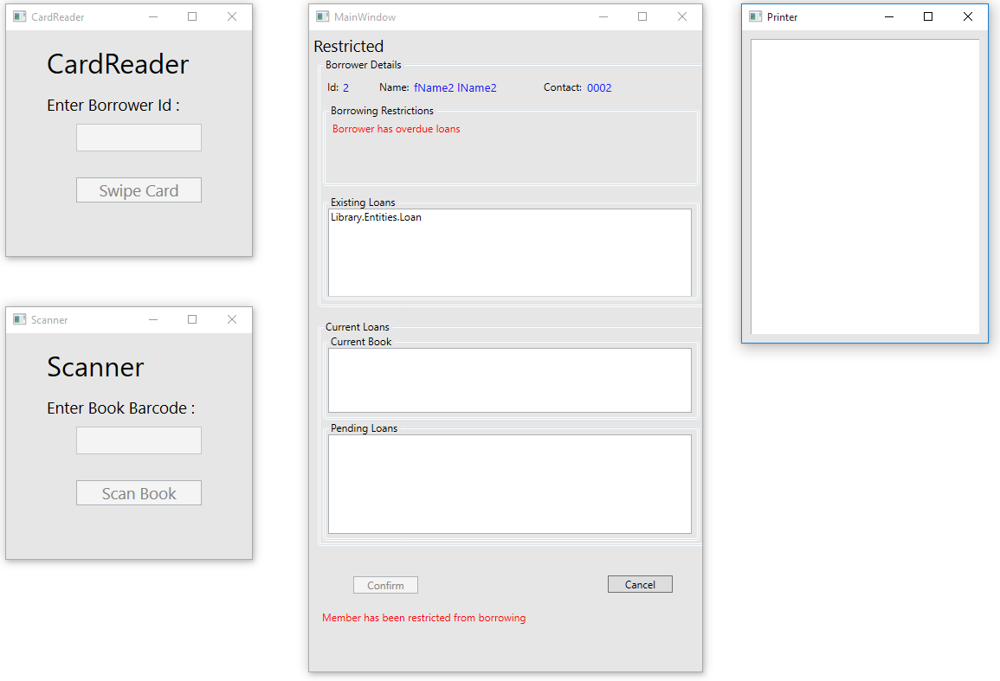 CardReader
CardReader
Enter Borrower Id :
Swipe Card
Scanner
Scanner
Enter Book Barcode :
Scan Book
MainWindow
Restricted
Borrower Details
Id: 2 Name: fName2 lName2 Contact: 0002
Borrowing Restrictions
Borrower has overdue loans
Existing Loans
Library.Entities.Loan
Current Loans
Current Book
Pending Loans
Confirm Cancel
Member has been restricted from borrowing
Printer